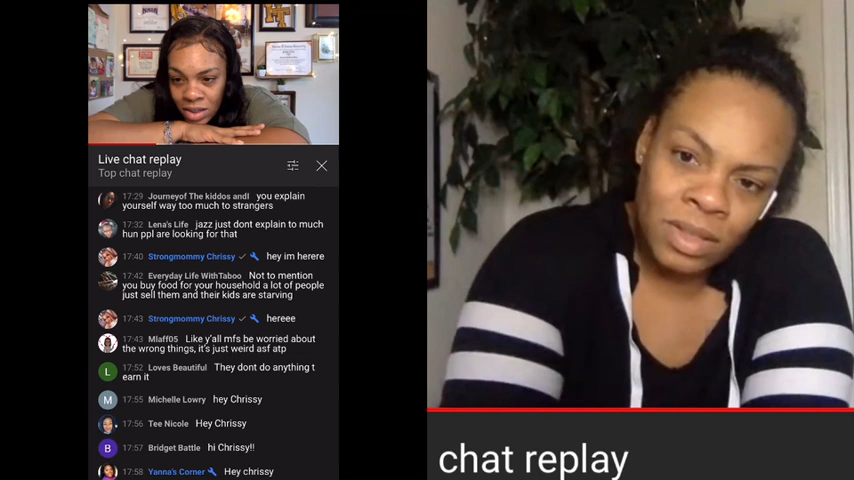 Live chat replay
Top chat replay
17:29 Journeyof The kiddos andI you explain
yourself way too much to strangers
17:32 Lena's Life jazz just dont explain to much
hun ppl are looking for that
17:40 Strongmommy Chrissy hey im herere
17:42 Everyday Life WithTaboo Not to mention
you buy food for your household a lot of people
just sell them and their kids are starving
17:43 Strongmommy Chrissy hereee
17:43 Mlaff05 Like y'all mfs be worried about
the wrong things, it's just weird asf atp
L 17:52 Loves Beautiful They dont do anything t
earn it
M 17:55 Michelle Lowry hey Chrissy
17:56 Tee Nicole Hey Chrissy
B 17:57 Bridget Battle hi Chrissy!!
17:58 Yanna's Corner Hey chrissy
chat replay